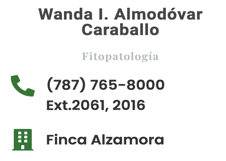 Wanda I. Almodóvar
Caraballo
Fitopatología
(787) 765-8000
Ext.2061, 2016
Finca Alzamora